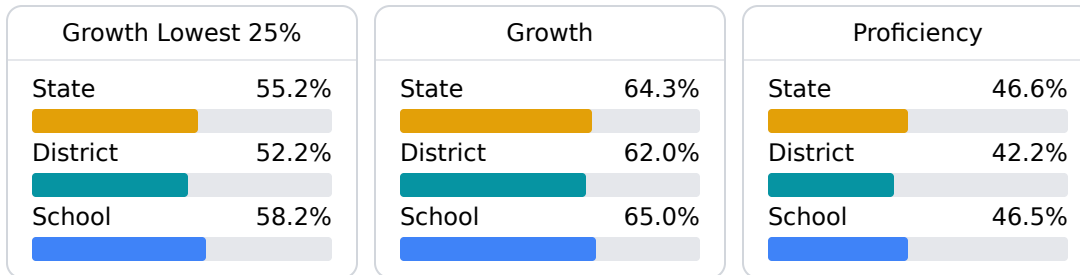 Growth Lowest 25%
State 55.2%
District 52.2%
School 58.2%
Growth
State 64.3%
District 62.0%
School 65.0%
Proficiency
State 46.6%
District 42.2%
School 46.5%